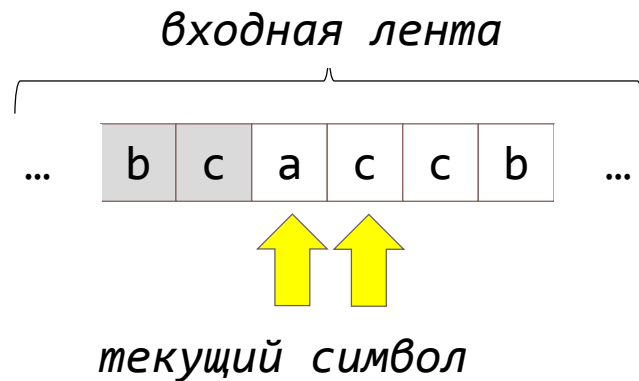 входная лента
… b c a c c b …
текущий символ